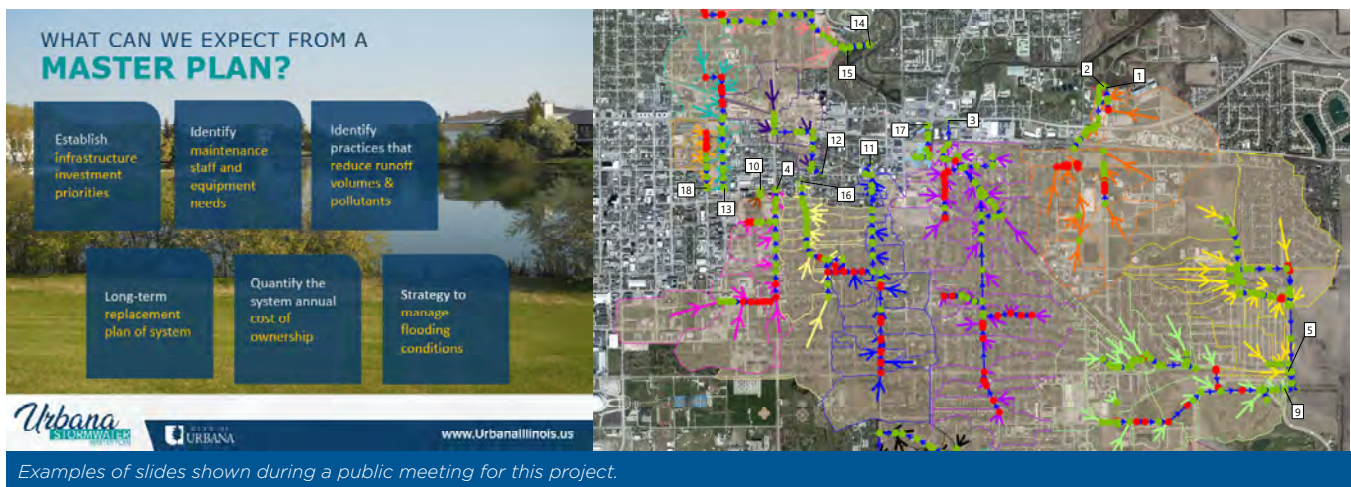 WHAT CAN WE EXPECT FROM A
MASTER PLAN?
Establish
infrastructure
investment
priorities
Identify
maintenance
staff and
equipment
needs
Identify
practices that
reduce runoff
volumes &
pollutants
Long-term
replacement
plan of system
Quantify the
system annual
cost of
ownership
Strategy to
manage
flooding
conditions
Urbana
STORMWATER
CITY OF
URBANA
www.UrbanaIllinois.us
14
15
2
1
3
17
12
11
10
4
16
18
13
5
9
Examples of slides shown during a public meeting for this project.